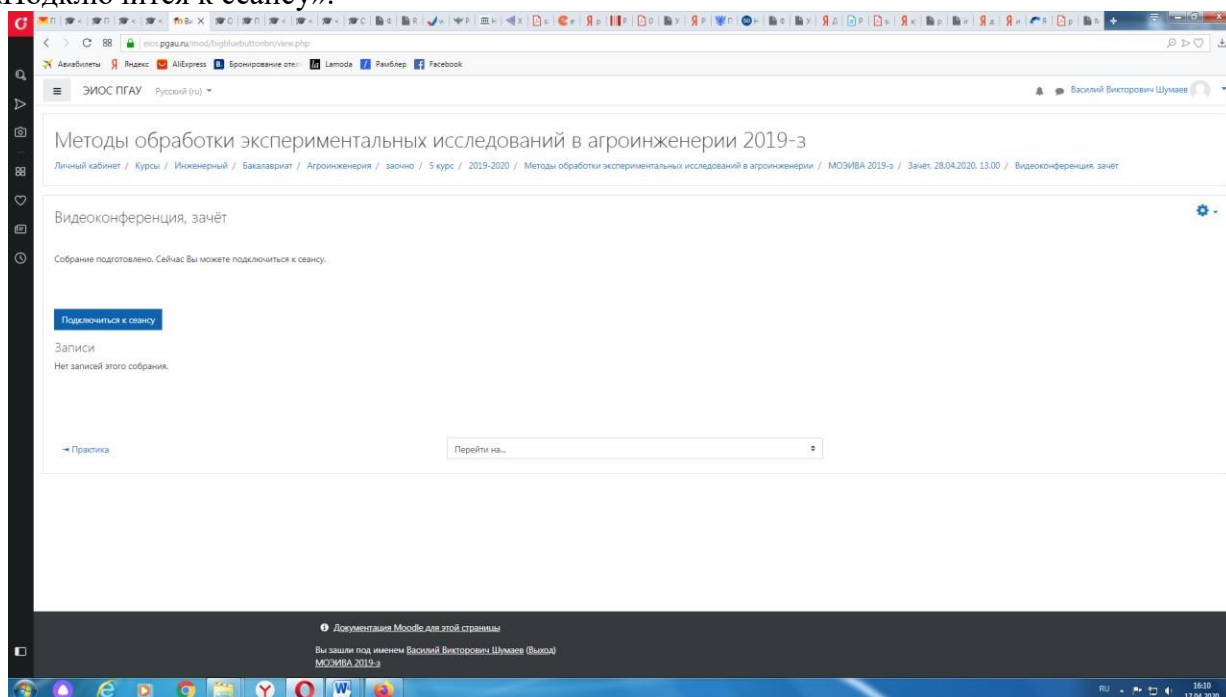 Подключится к сеансу».
eios.pgau.ru/mod/bigbluebuttonbn/view.php
Авиабилеты Яндекс AliExpress Бронирование отел Lamoda Рамблер Facebook
ЭИОС ПГАУ Русский (ru) Василий Викторович Шумаев
Методы обработки экспериментальных исследований в агроинженерии 2019-з
Личный кабинет / Курсы / Инженерный / Бакалавриат / Агроинженерия / заочно / 5 курс / 2019-2020 / Методы обработки экспериментальных исследований в агроинженерии / МОЭИВА 2019-з / Зачёт. 28.04.2020. 13.00 / Видеоконференция, зачёт
Видеоконференция, зачёт
Собрание подготовлено. Сейчас Вы можете подключиться к сеансу.
Подключиться к сеансу
Записи
Нет записей этого собрания.
Практика
Перейти на...
Документация Moodle для этой страницы
Вы зашли под именем Василий Викторович Шумаев (Выход)
МОЭИВА 2019-з
RU 16:10
17.04.2020